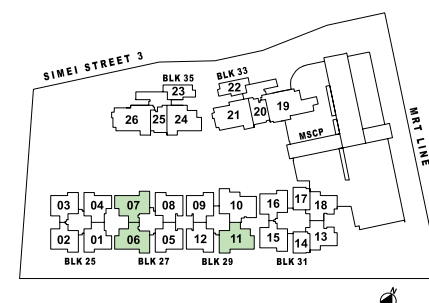 SIMEI STREET 3
BLK 35
BLK 33
23
22
26 25 24
21 20 19
MSCP
MRT LINE
03 04 07 08 09 10 16 17 18
02 01 06 05 12 11 15 14 13
BLK 25 BLK 27 BLK 29 BLK 31
N